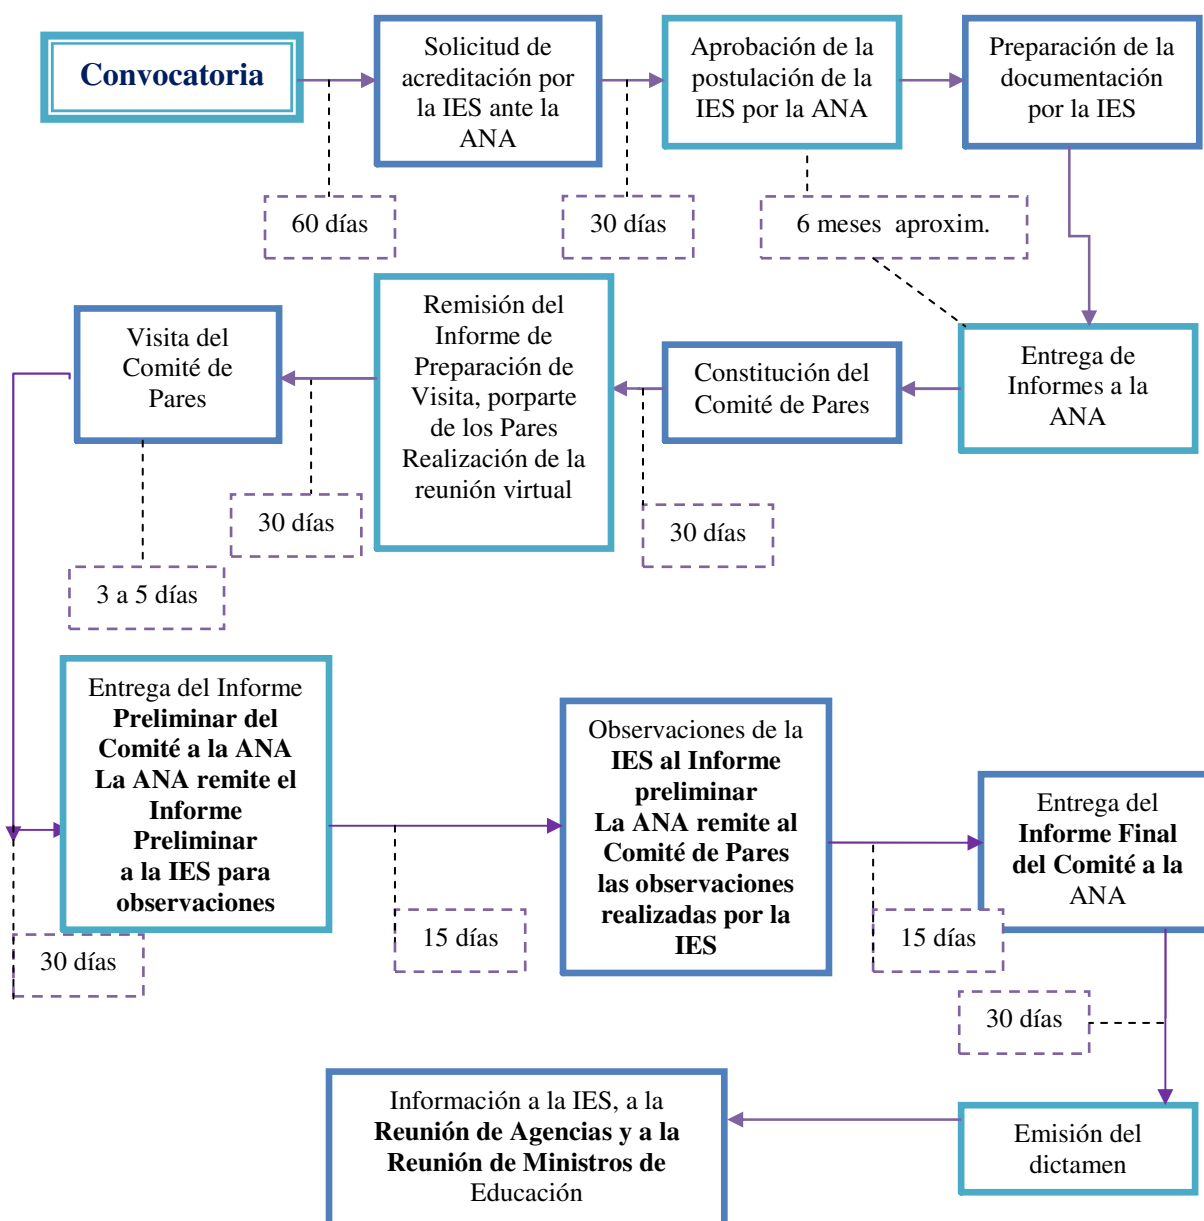 Convocatoria
Solicitud de
acreditación por
la IES ante la
ANA
Aprobación de la
postulación de la
IES por la ANA
Preparación de la
documentación
por la IES
60 días
30 días
6 meses  aproxim.
Entrega de
Informes a la
ANA
Constitución del
Comité de Pares
Remisión del
Informe de
Preparación de
Visita, porparte
de los Pares
Realización de la
reunión virtual
Visita del
Comité de
Pares
30 días
30 días
3 a 5 días
Entrega del Informe
Preliminar del
Comité a la ANA
La ANA remite el
Informe
Preliminar
a la IES para
observaciones
Observaciones de la
IES al Informe
preliminar
La ANA remite al
Comité de Pares
las observaciones
realizadas por la
IES
Entrega del
Informe Final
del Comité a la
ANA
30 días
15 días
15 días
30 días
Emisión del
dictamen
Información a la IES, a la
Reunión de Agencias y a la
Reunión de Ministros de
Educación